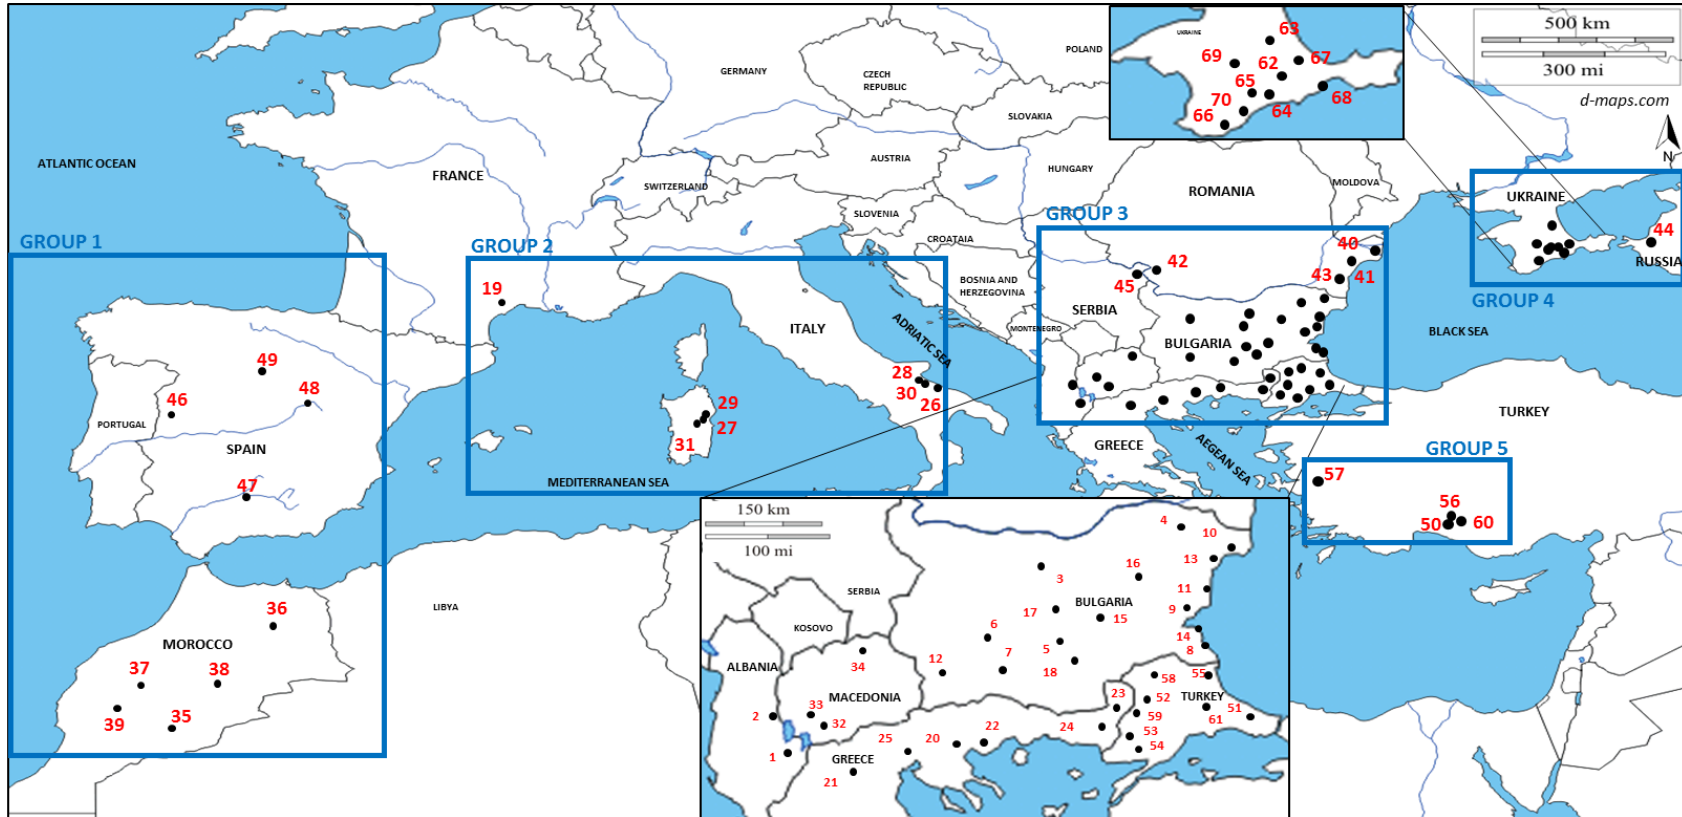 63
UKRAINE
69
62
67
65
70
68
66
64
500 km
300 mi
d-maps.com
N
POLAND
GERMANY
CZECH
REPUBLIC
SLOVAKIA
ATLANTIC OCEAN
AUSTRIA
HUNGARY
FRANCE
SWITZERLAND
ROMANIA
MOLDOVA
UKRAINE
SLOVENIA
GROUP 3
GROUP 1
GROUP 2
CROATAIA
40
44
42
RUSSIA
BOSNIA AND
HERZEGOVINA
43
41
45
19
GROUP 4
SERBIA
ITALY
ADRIATIC SEA
MONTENEGRO
BLACK SEA
BULGARIA
49
28
48
30
26
46
29
TURKEY
PORTUGAL
27
31
SPAIN
GREECE
AEGEAN SEA
GROUP 5
57
47
MEDITERRANEAN SEA
56
50
60
150 km
100 mi
4
10
13
3
16
SERBIA
11
BULGARIA
LIBYA
17
15
9
36
KOSOVO
6
14
MOROCCO
5
8
34
7
18
ALBANIA
12
58
55
37
38
MACEDONIA
TURKEY
23
52
33
2
59
51
39
32
61
35
22
24
53
25
20
54
1
GREECE
21